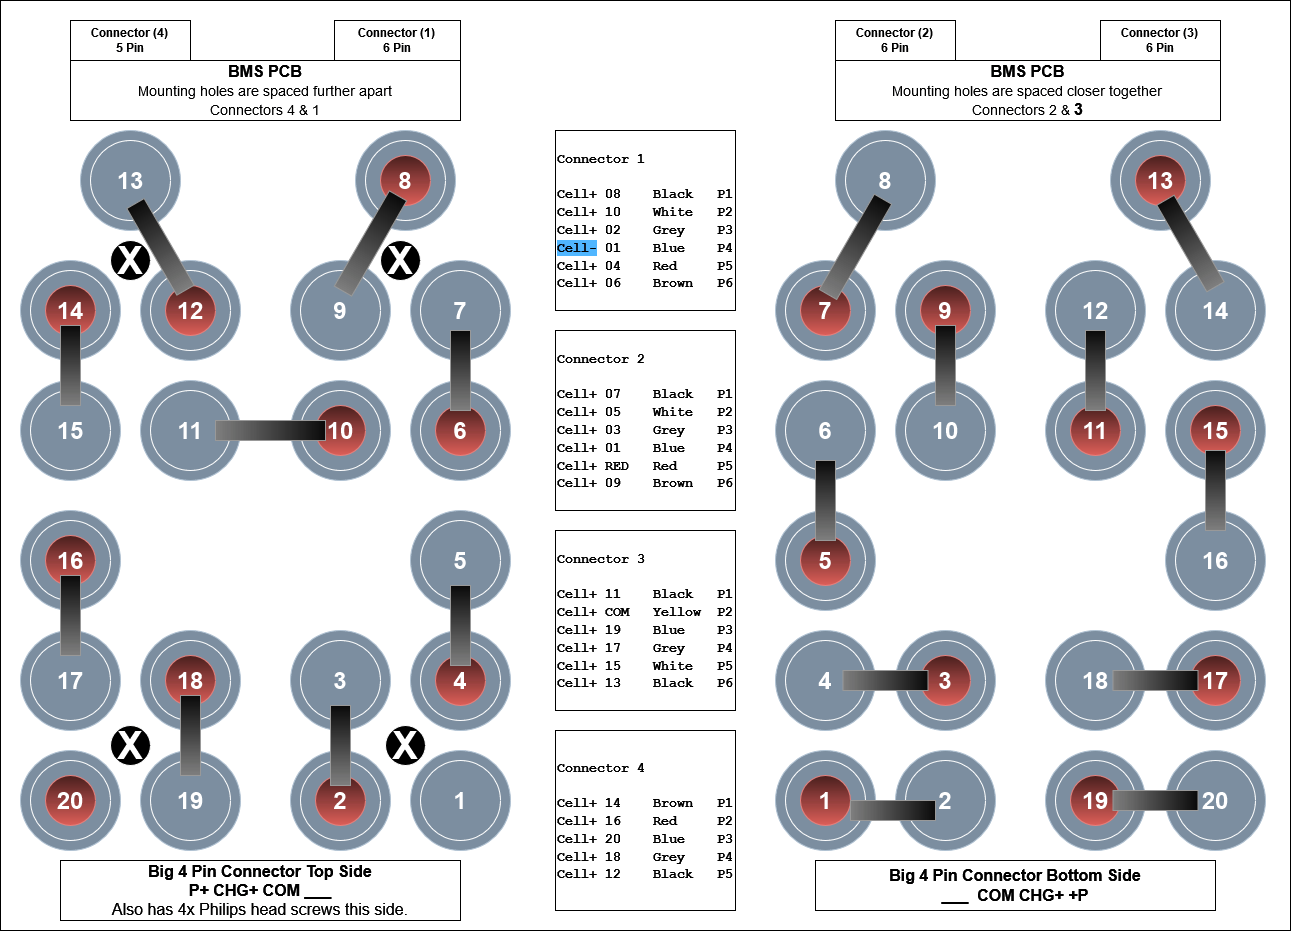 Connector (4)
5 Pin
Connector (1)
6 Pin
BMS PCB
Mounting holes are spaced further apart
Connectors 4 & 1
Connector (2)
6 Pin
Connector (3)
6 Pin
BMS PCB
Mounting holes are spaced closer together
Connectors 2 & 3
13
8
X
X
14
12
9
7
15
11
10
6
16
5
17
18
3
4
X
X
20
19
2
1
Big 4 Pin Connector Top Side
P+ CHG+ COM ___
Also has 4x Philips head screws this side.
Connector 1
Cell+ 08 Black P1
Cell+ 10 White P2
Cell+ 02 Grey P3
Cell- 01 Blue P4
Cell+ 04 Red P5
Cell+ 06 Brown P6
Connector 2
Cell+ 07 Black P1
Cell+ 05 White P2
Cell+ 03 Grey P3
Cell+ 01 Blue P4
Cell+ RED Red P5
Cell+ 09 Brown P6
Connector 3
Cell+ 11 Black P1
Cell+ COM Yellow P2
Cell+ 19 Blue P3
Cell+ 17 Grey P4
Cell+ 15 White P5
Cell+ 13 Black P6
Connector 4
Cell+ 14 Brown P1
Cell+ 16 Red P2
Cell+ 20 Blue P3
Cell+ 18 Grey P4
Cell+ 12 Black P5
8
13
7
9
12
14
6
10
11
15
5
16
4
3
18
17
1
2
19
20
Big 4 Pin Connector Bottom Side
___ COM CHG+ +P